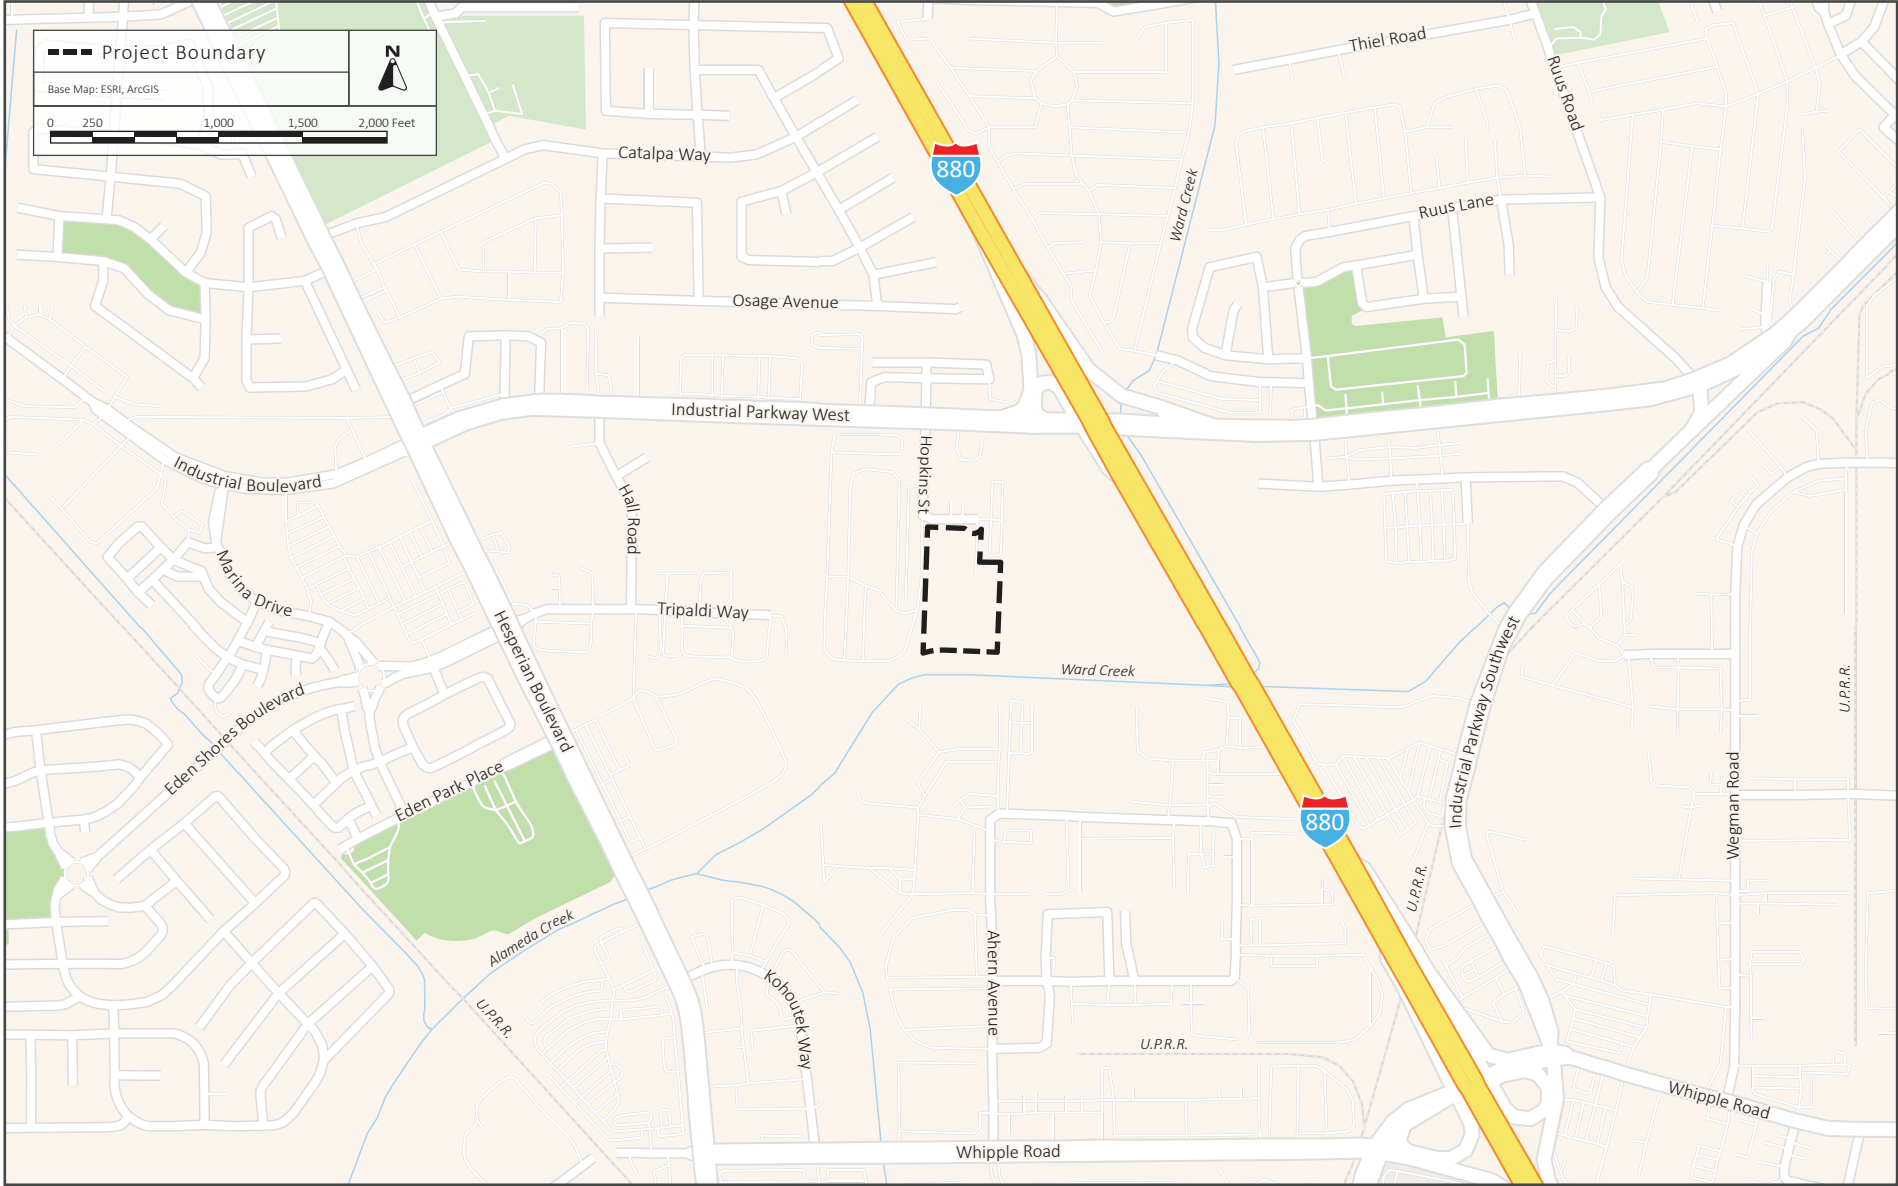 Project Boundary
N
Base Map: ESRI, ArcGIS
0 250 1,000 1,500 2,000 Feet
Thiel Road
Ruus Road
Catalpa Way
880
Ward Creek
Ruus Lane
Osage Avenue
Industrial Parkway West
Hopkins St
Industrial Boulevard
Hall Road
Marina Drive
Tripaldi Way
Hesperian Boulevard
Ward Creek
Industrial Parkway Southwest
U.P.R.R.
Eden Shores Boulevard
Eden Park Place
Wegman Road
880
U.P.R.R.
Alameda Creek
Ahern Avenue
Kohoutek Way
U.P.R.R.
U.P.R.R.
Whipple Road
Whipple Road